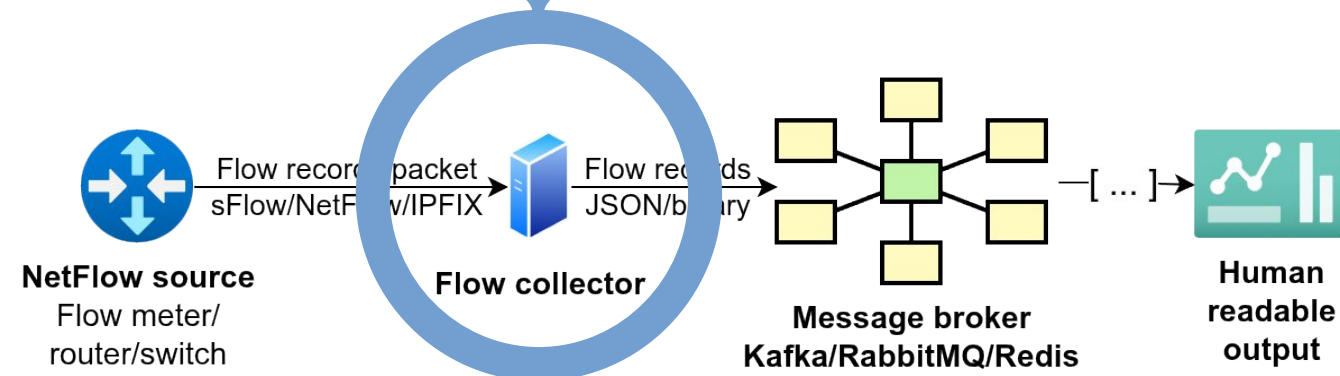 Flow record packet
sFlow/NetFlow/IPFIX
Flow records
JSON/binary
[ ... ]
NetFlow source
Flow meter/
router/switch
Flow collector
Message broker
Kafka/RabbitMQ/Redis
Human
readable
output